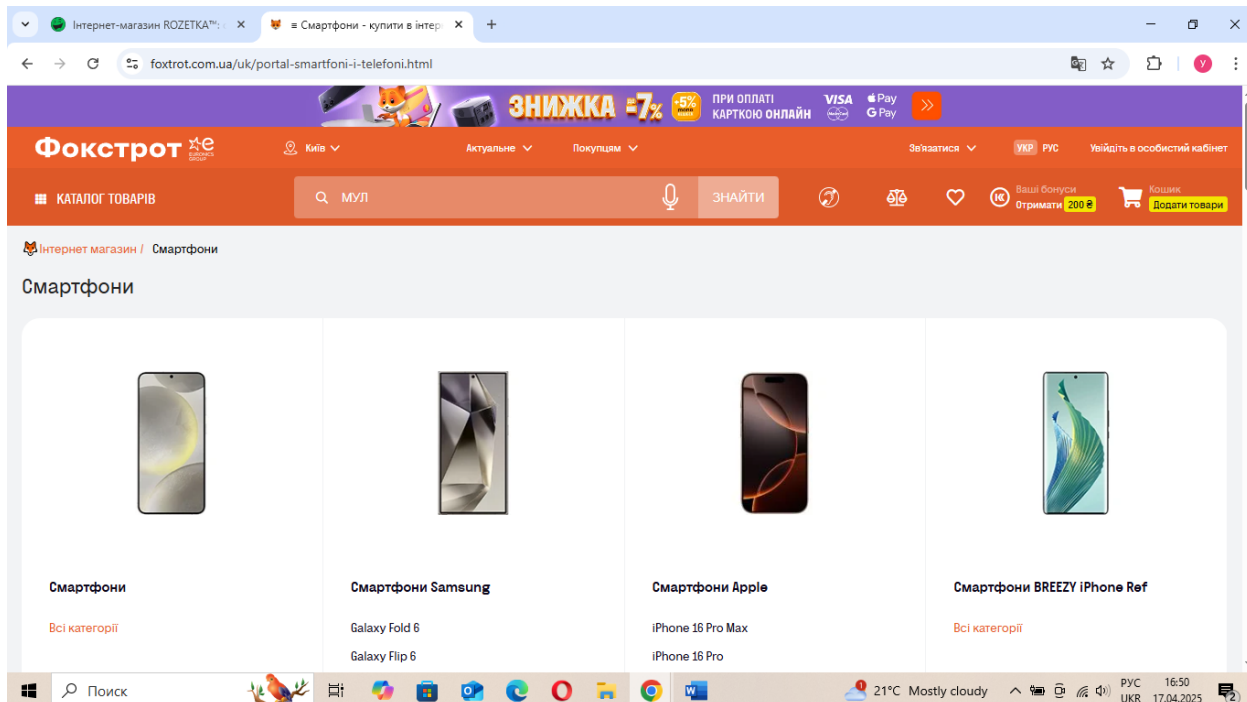 Інтернет-магазин ROZETKA™: c
≡ Смартфони - купити в інтер
foxtrot.com.ua/uk/portal-smartfoni-i-telefoni.html
У
ЗНИЖКА -7%
-5%
ПРИ ОПЛАТІ
КАРТКОЮ ОНЛАЙН
VISA
Pay
G Pay
Фокстрот
EURONICS
GROUP
Київ
Актуальне
Покупцям
Зв'язатися
УКР РУС
Увійдіть в особистий кабінет
КАТАЛОГ ТОВАРІВ
МУЛ
ЗНАЙТИ
Ваші бонуси
Отримати 200 ₴
Кошик
Додати товари
Інтернет магазин / Смартфони
Смартфони
Смартфони
Всі категорії
Смартфони Samsung
Galaxy Fold 6
Galaxy Flip 6
Смартфони Apple
iPhone 16 Pro Max
iPhone 16 Pro
Смартфони BREEZY iPhone Ref
Всі категорії
Поиск
21°C Mostly cloudy
РУС
UKR
16:50
17.04.2025
2